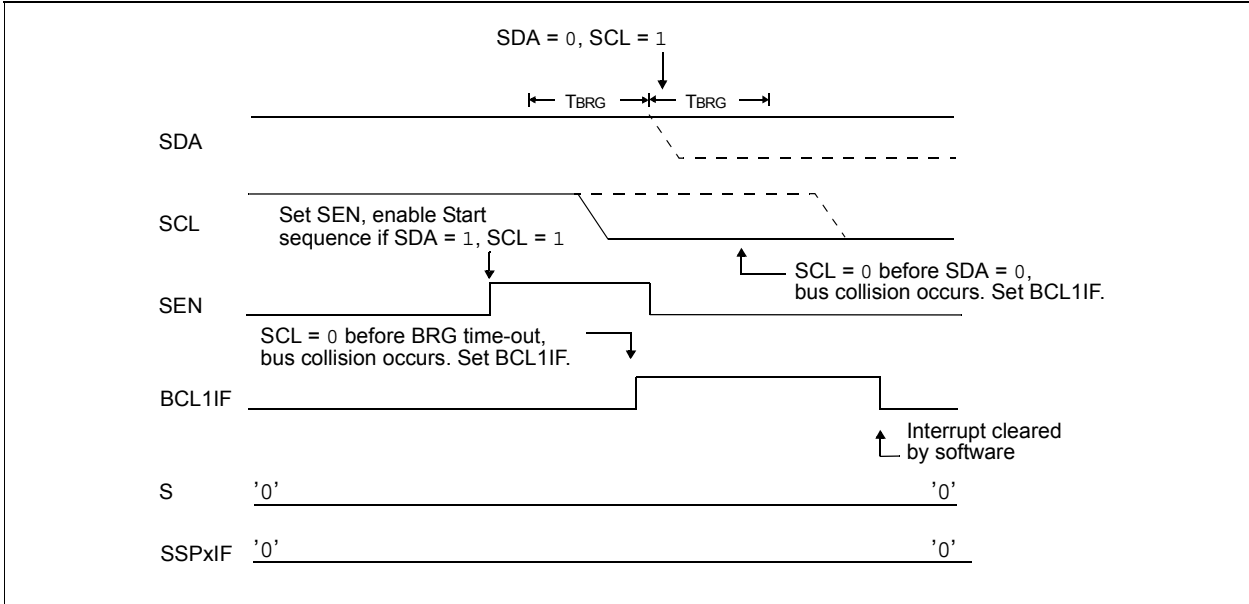 SDA = 0, SCL = 1
TBRG TBRG
SDA
SCL
Set SEN, enable Start
sequence if SDA = 1, SCL = 1
SCL = 0 before SDA = 0,
bus collision occurs. Set BCL1IF.
SEN
SCL = 0 before BRG time-out,
bus collision occurs. Set BCL1IF.
BCL1IF
Interrupt cleared
by software
S '0' '0'
SSPxIF '0' '0'